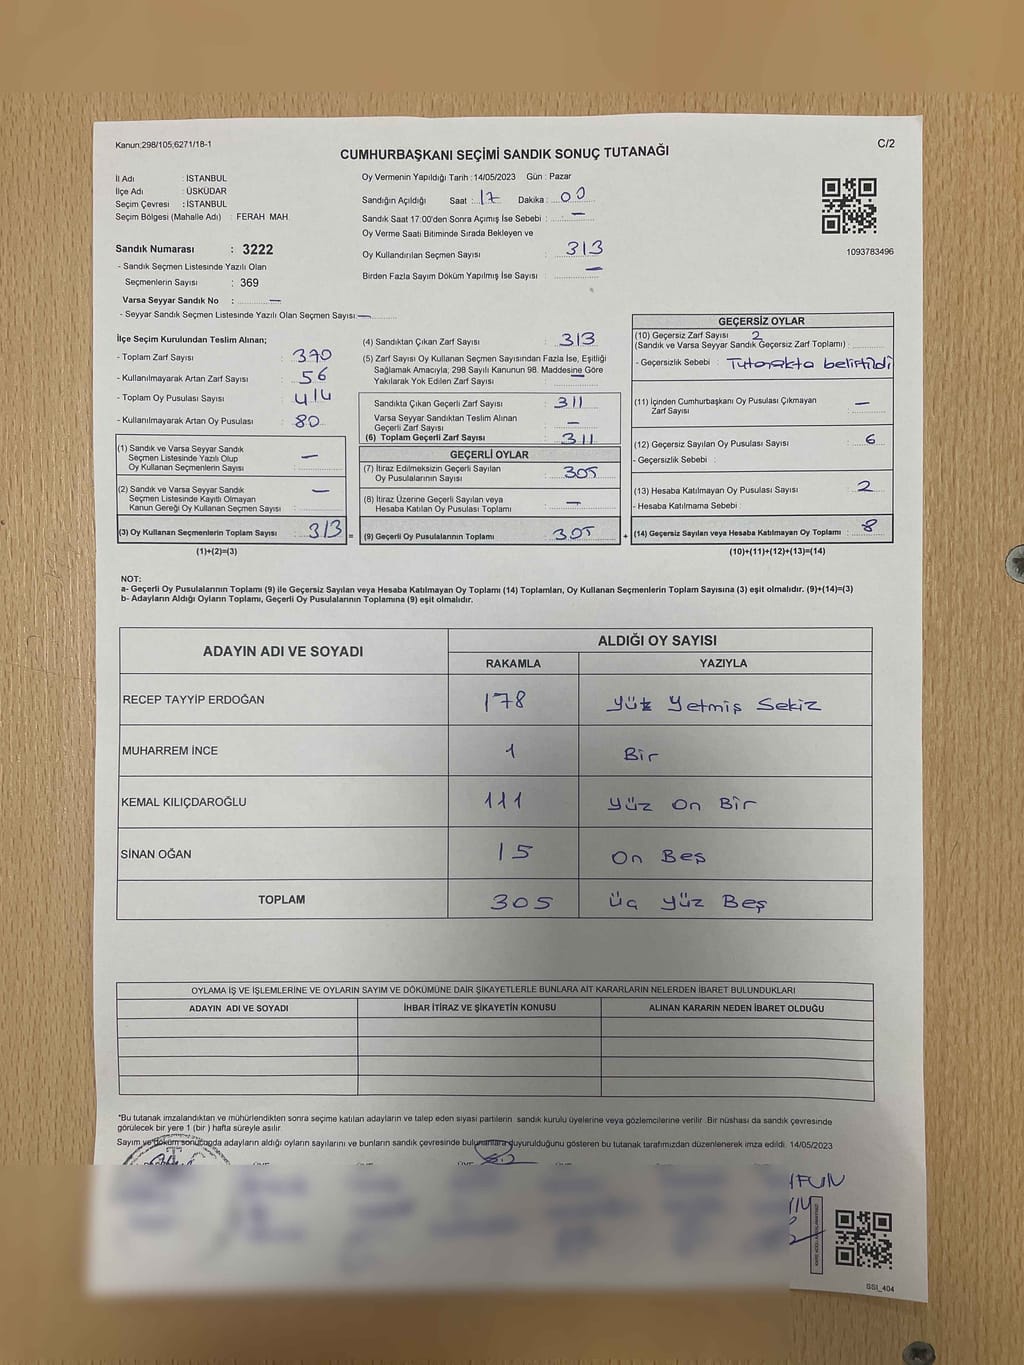 Kanun;298/105;6271/18-1
C/2
CUMHURBAŞKANI SEÇİMİ SANDIK SONUÇ TUTANAĞI
İl Adı : İSTANBUL
İlçe Adı : ÜSKÜDAR
Seçim Çevresi : İSTANBUL
Seçim Bölgesi (Mahalle Adı) : FERAH MAH.
Sandık Numarası : 3222
- Sandık Seçmen Listesinde Yazılı Olan
Seçmenlerin Sayısı : 369
Varsa Seyyar Sandık No : —
- Seyyar Sandık Seçmen Listesinde Yazılı Olan Seçmen Sayısı: —
Oy Vermenin Yapıldığı Tarih : 14/05/2023 Gün : Pazar
Sandığın Açıldığı Saat : 17 Dakika : 00
Sandık Saat 17:00'den Sonra Açımış İse Sebebi : —
Oy Verme Saati Bitiminde Sırada Bekleyen ve
Oy Kullandırılan Seçmen Sayısı : 313
Birden Fazla Sayım Döküm Yapılmış İse Sayısı : —
1093783496
İlçe Seçim Kurulundan Teslim Alınan;
- Toplam Zarf Sayısı : 370
- Kullanılmayarak Artan Zarf Sayısı : 56
- Toplam Oy Pusulası Sayısı : 414
- Kullanılmayarak Artan Oy Pusulası : 80
(1) Sandık ve Varsa Seyyar Sandık
Seçmen Listesinde Yazılı Olup
Oy Kullanan Seçmenlerin Sayısı : —
(2) Sandık ve Varsa Seyyar Sandık
Seçmen Listesinde Kayıtlı Olmayan
Kanun Gereği Oy Kullanan Seçmen Sayısı : —
(3) Oy Kullanan Seçmenlerin Toplam Sayısı : 313
(1)+(2)=(3)
(4) Sandıktan Çıkan Zarf Sayısı : 313
(5) Zarf Sayısı Oy Kullanan Seçmen Sayısından Fazla İse, Eşitliği
Sağlamak Amacıyla; 298 Sayılı Kanunun 98. Maddesine Göre
Yakılarak Yok Edilen Zarf Sayısı : —
Sandıkta Çıkan Geçerli Zarf Sayısı : 311
Varsa Seyyar Sandıktan Teslim Alınan
Geçerli Zarf Sayısı : —
(6) Toplam Geçerli Zarf Sayısı : 311
GEÇERLİ OYLAR
(7) İtiraz Edilmeksizin Geçerli Sayılan
Oy Pusulalarının Sayısı : 305
(8) İtiraz Üzerine Geçerli Sayılan veya
Hesaba Katılan Oy Pusulası Toplamı : —
= (9) Geçerli Oy Pusulalarının Toplamı : 305
GEÇERSİZ OYLAR
(10) Geçersiz Zarf Sayısı 2
(Sandık ve Varsa Seyyar Sandık Geçersiz Zarf Toplamı) :
- Geçersizlik Sebebi : Tutanakta belirtildi
(11) İçinden Cumhurbaşkanı Oy Pusulası Çıkmayan
Zarf Sayısı : —
(12) Geçersiz Sayılan Oy Pusulası Sayısı : 6
- Geçersizlik Sebebi :
(13) Hesaba Katılmayan Oy Pusulası Sayısı : 2
- Hesaba Katılmama Sebebi :
+ (14) Geçersiz Sayılan veya Hesaba Katılmayan Oy Toplamı : 8
(10)+(11)+(12)+(13)=(14)
NOT:
a- Geçerli Oy Pusulalarının Toplamı (9) ile Geçersiz Sayılan veya Hesaba Katılmayan Oy Toplamı (14) Toplamları, Oy Kullanan Seçmenlerin Toplam Sayısına (3) eşit olmalıdır. (9)+(14)=(3)
b- Adayların Aldığı Oyların Toplamı, Geçerli Oy Pusulalarının Toplamına (9) eşit olmalıdır.
ADAYIN ADI VE SOYADI
ALDIĞI OY SAYISI
RAKAMLA YAZIYLA
RECEP TAYYİP ERDOĞAN 178 Yüz Yetmiş Sekiz
MUHARREM İNCE 1 Bir
KEMAL KILIÇDAROĞLU 111 Yüz On Bir
SİNAN OĞAN 15 On Beş
TOPLAM 305 Üç Yüz Beş
OYLAMA İŞ VE İŞLEMLERİNE VE OYLARIN SAYIM VE DÖKÜMÜNE DAİR ŞİKAYETLERLE BUNLARA AİT KARARLARIN NELERDEN İBARET BULUNDUKLARI
ADAYIN ADI VE SOYADI İHBAR İTİRAZ VE ŞİKAYETİN KONUSU ALINAN KARARIN NEDEN İBARET OLDUĞU
*Bu tutanak imzalandıktan ve mühürlendikten sonra seçime katılan adayların ve talep eden siyasi partilerin sandık kurulu üyelerine veya gözlemcilerine verilir. Bir nüshası da sandık çevresinde
görülecek bir yere 1 (bir ) hafta süreyle asılır.
Sayım ve döküm sonucunda adayların aldığı oyların sayılarını ve bunların sandık çevresinde bulunanlara duyurulduğunu gösteren bu tutanak tarafımızdan düzenlenerek imza edildi. 14/05/2023
SSI_404